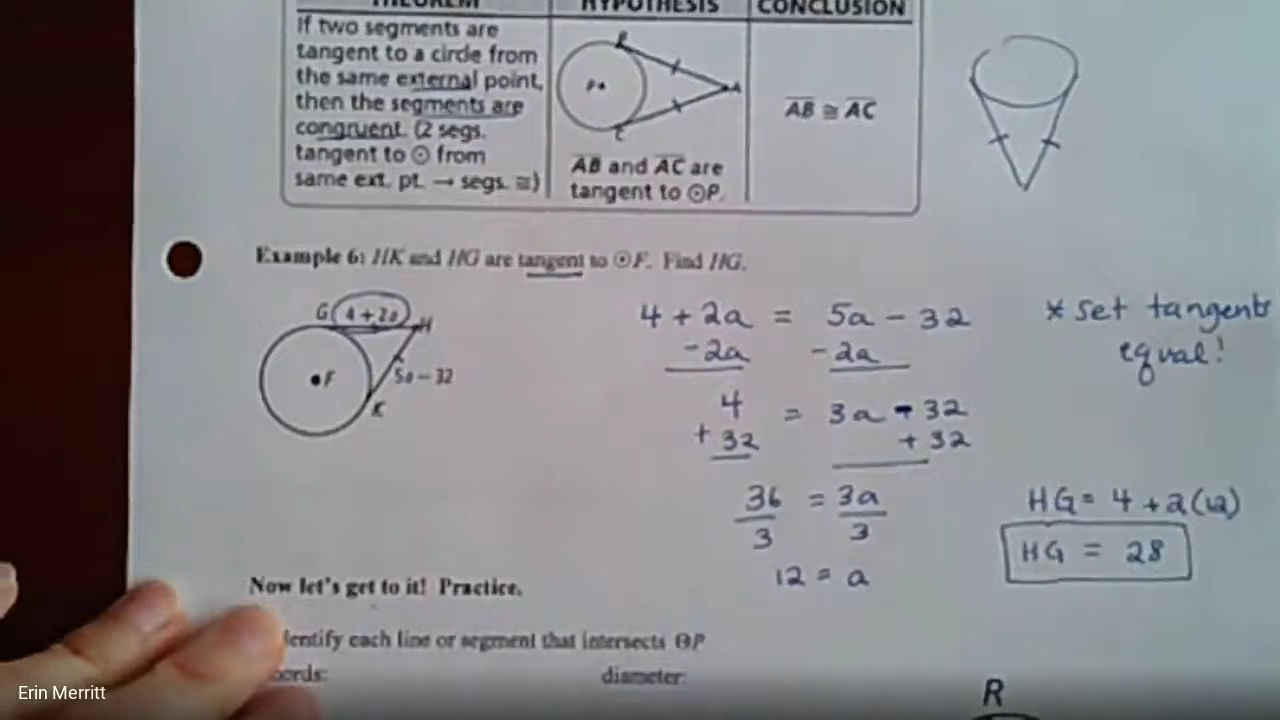 THEOREM HYPOTHESIS CONCLUSION
If two segments are
tangent to a circle from
the same external point,
then the segments are
congruent. (2 segs.
tangent to ⊙ from
same ext. pt. → segs. ≅)
B
P
A
C
AB and AC are
tangent to ⊙P.
AB ≅ AC
Example 6: HK and HG are tangent to ⊙F. Find HG.
G 4 + 2a H
F
5a – 32
K
4 + 2a = 5a - 32
-2a -2a
4 = 3a - 32
+ 32 + 32
36 = 3a
3 3
12 = a
* set tangents
equal!
HG = 4 + 2(12)
HG = 28
Now let's get to it! Practice.
dentify each line or segment that intersects ΘP
ords: diameter:
R
Erin Merritt